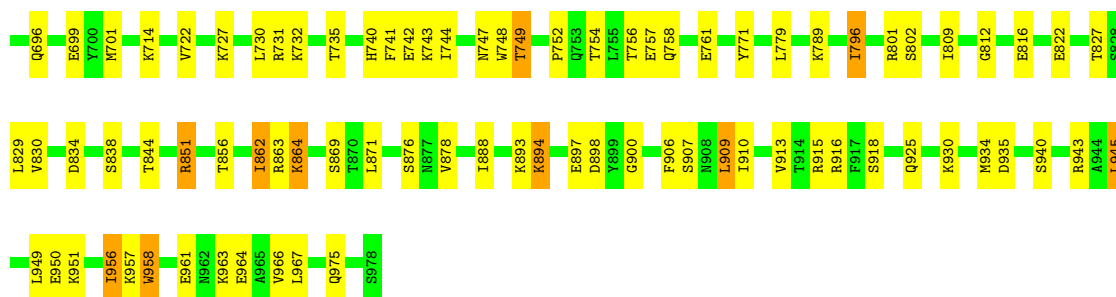 Q696 E699 Y700 M701 K714 V722 K727 L730 R731 K732 T735 H740 F741 E742 K743 I744 N747 W748 T749 P752 Q753 T754 L755 T756 E757 Q758 E761 Y771 L779 K789 I796 R801 S802 I809 G812 E816 E822 T827 S828
L829 V830 D834 S838 T844 R851 T856 I862 R863 K864 S869 T870 L871 S876 N877 V878 I888 K893 K894 E897 D898 Y899 G900 F906 S907 N908 L909 I910 V913 T914 R915 R916 F917 S918 Q925 K930 M934 D935 S940 R943 A944 L945
L949 E950 K951 I956 K957 W958 E961 N962 K963 E964 A965 V966 L967 Q975 S978